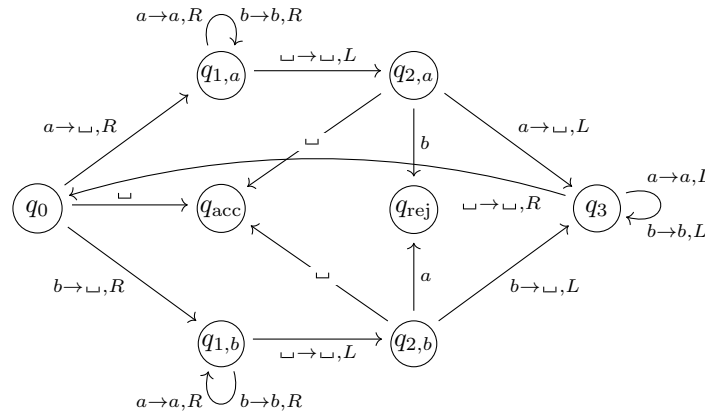 a→a,R b→b,R
q1,a
␣→␣,L
q2,a
a→␣,R
␣
b
a→␣,L
q0
␣
qacc
qrej
␣→␣,R
q3
a→a,L
b→b,L
b→␣,R
␣
a
b→␣,L
q1,b
␣→␣,L
q2,b
a→a,R b→b,R